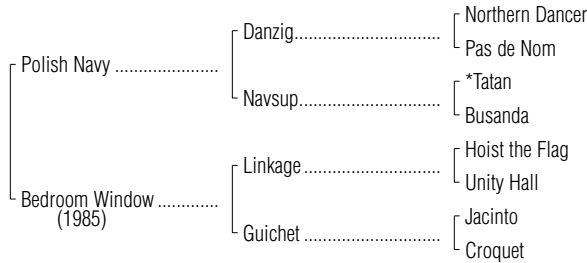 Northern Dancer
Danzig..................................
Pas de Nom
Polish Navy ......................
*Tatan
Navsup................................
Busanda
Hoist the Flag
Linkage ...............................
Unity Hall
Bedroom Window .............
(1985)
Jacinto
Guichet ...............................
Croquet